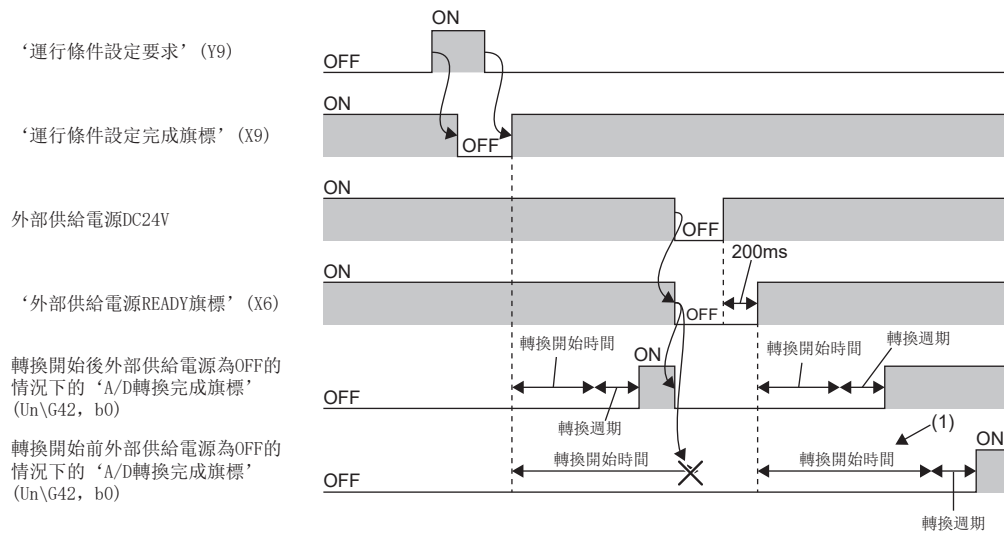 ON
‘運行條件設定要求’(Y9)
OFF
ON
‘運行條件設定完成旗標’(X9)
OFF
ON
外部供給電源DC24V
OFF
200ms
ON
‘外部供給電源READY旗標’(X6)
OFF
轉換開始時間
ON
轉換開始時間
轉換週期
轉換開始後外部供給電源為OFF的
情況下的‘A/D轉換完成旗標’
(Un\G42, b0)
OFF
轉換週期
轉換開始前外部供給電源為OFF的
情況下的‘A/D轉換完成旗標’
(Un\G42, b0)
OFF
轉換開始時間
轉換開始時間
(1)
ON
轉換週期